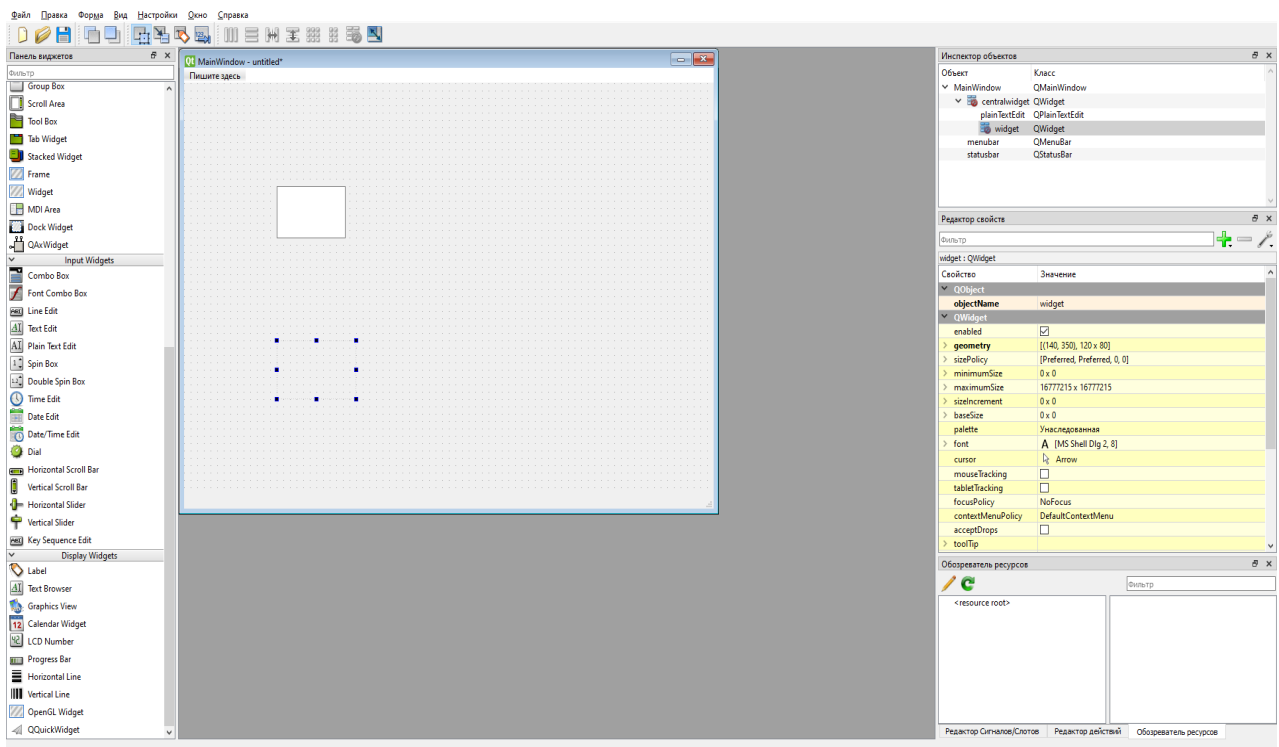 Файл Правка Форма Вид Настройки Окно Справка
Панель виджетов
Фильтр
Group Box
Scroll Area
Tool Box
Tab Widget
Stacked Widget
Frame
Widget
MDI Area
Dock Widget
QAxWidget
Input Widgets
Combo Box
Font Combo Box
Line Edit
Text Edit
Plain Text Edit
Spin Box
Double Spin Box
Time Edit
Date Edit
Date/Time Edit
Dial
Horizontal Scroll Bar
Vertical Scroll Bar
Horizontal Slider
Vertical Slider
Key Sequence Edit
Display Widgets
Label
Text Browser
Graphics View
Calendar Widget
LCD Number
Progress Bar
Horizontal Line
Vertical Line
OpenGL Widget
QQuickWidget
MainWindow - untitled*
Пишите здесь
Инспектор объектов
Объект Класс
MainWindow QMainWindow
centralwidget QWidget
plainTextEdit QPlainTextEdit
widget QWidget
menubar QMenuBar
statusbar QStatusBar
Редактор свойств
Фильтр
widget : QWidget
Свойство Значение
QObject
objectName widget
QWidget
enabled
geometry [(140, 350), 120 x 80]
sizePolicy [Preferred, Preferred, 0, 0]
minimumSize 0 x 0
maximumSize 16777215 x 16777215
sizeIncrement 0 x 0
baseSize 0 x 0
palette Унаследованная
font A [MS Shell Dlg 2, 8]
cursor Arrow
mouseTracking
tabletTracking
focusPolicy NoFocus
contextMenuPolicy DefaultContextMenu
acceptDrops
toolTip
Обозреватель ресурсов
Фильтр
<resource root>
Редактор Сигналов/Слотов Редактор действий Обозреватель ресурсов